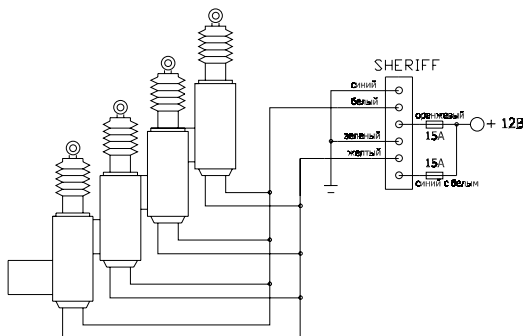 SHERIFF
синий
белый
оранжевый
+ 12В
15А
зеленый
желтый
15А
синий с белым